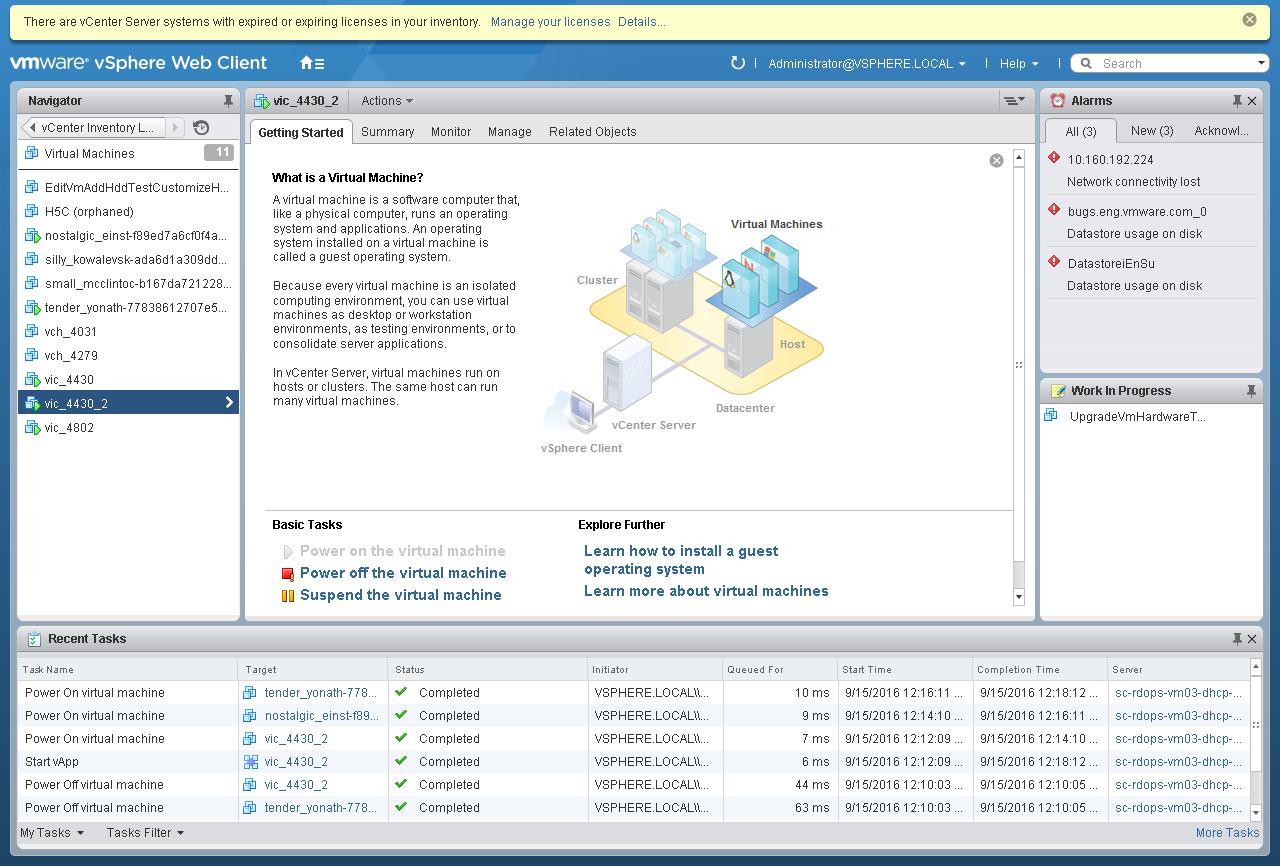 There are vCenter Server systems with expired or expiring licenses in your inventory. Manage your licenses Details...
vmware® vSphere Web Client
Administrator@VSPHERE.LOCAL
Help
Search
Navigator
vCenter Inventory L...
Virtual Machines 11
EditVmAddHddTestCustomizeH...
H5C (orphaned)
nostalgic_einst-f89ed7a6cf0f4a...
silly_kowalevsk-ada6d1a309dd...
small_mcclintoc-b167da721228...
tender_yonath-77838612707e5...
vch_4031
vch_4279
vic_4430
vic_4430_2
vic_4802
vic_4430_2 Actions
Getting Started Summary Monitor Manage Related Objects
What is a Virtual Machine?
A virtual machine is a software computer that,
like a physical computer, runs an operating
system and applications. An operating
system installed on a virtual machine is
called a guest operating system.
Because every virtual machine is an isolated
computing environment, you can use virtual
machines as desktop or workstation
environments, as testing environments, or to
consolidate server applications.
In vCenter Server, virtual machines run on
hosts or clusters. The same host can run
many virtual machines.
Virtual Machines
Cluster
Host
Datacenter
vCenter Server
vSphere Client
Basic Tasks
Power on the virtual machine
Power off the virtual machine
Suspend the virtual machine
Explore Further
Learn how to install a guest
operating system
Learn more about virtual machines
Alarms
All (3) New (3) Acknowl...
10.160.192.224
Network connectivity lost
bugs.eng.vmware.com_0
Datastore usage on disk
DatastoreiEnSu
Datastore usage on disk
Work In Progress
UpgradeVmHardwareT...
Recent Tasks
Task Name Target Status Initiator Queued For Start Time Completion Time Server
Power On virtual machine tender_yonath-778... Completed VSPHERE.LOCAL\\... 10 ms 9/15/2016 12:16:11 ... 9/15/2016 12:18:12 ... sc-rdops-vm03-dhcp-...
Power On virtual machine nostalgic_einst-f89... Completed VSPHERE.LOCAL\\... 9 ms 9/15/2016 12:14:10 ... 9/15/2016 12:16:11 ... sc-rdops-vm03-dhcp-...
Power On virtual machine vic_4430_2 Completed VSPHERE.LOCAL\\... 7 ms 9/15/2016 12:12:09 ... 9/15/2016 12:14:10 ... sc-rdops-vm03-dhcp-...
Start vApp vic_4430_2 Completed VSPHERE.LOCAL\\... 6 ms 9/15/2016 12:12:09 ... 9/15/2016 12:18:12 ... sc-rdops-vm03-dhcp-...
Power Off virtual machine vic_4430_2 Completed VSPHERE.LOCAL\\... 44 ms 9/15/2016 12:10:03 ... 9/15/2016 12:10:05 ... sc-rdops-vm03-dhcp-...
Power Off virtual machine tender_yonath-778... Completed VSPHERE.LOCAL\\... 63 ms 9/15/2016 12:10:03 ... 9/15/2016 12:10:05 ... sc-rdops-vm03-dhcp-...
My Tasks Tasks Filter More Tasks